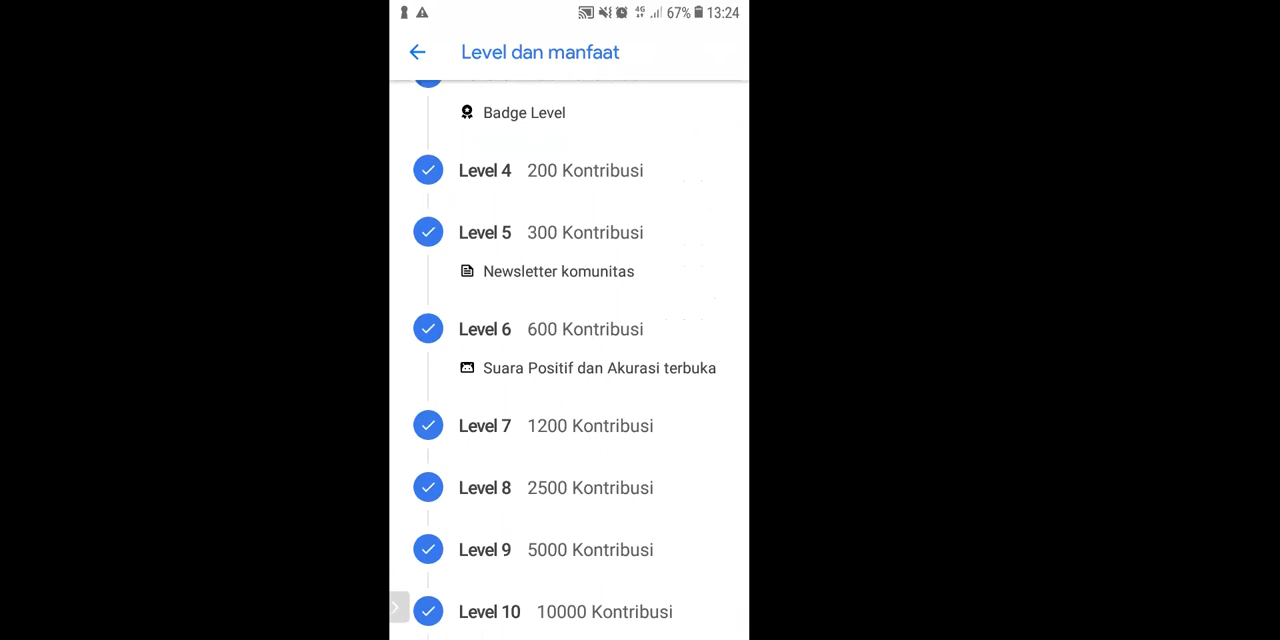 4G 67% 13:24
Level dan manfaat
Badge Level
Level 4 200 Kontribusi
Level 5 300 Kontribusi
Newsletter komunitas
Level 6 600 Kontribusi
Suara Positif dan Akurasi terbuka
Level 7 1200 Kontribusi
Level 8 2500 Kontribusi
Level 9 5000 Kontribusi
Level 10 10000 Kontribusi